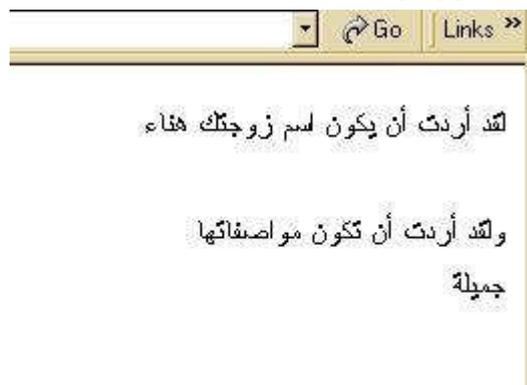 Go Links »
لقد أردت أن يكون اسم زوجتك هناء
ولقد أردت أن تكون مواصفاتها
جميلة